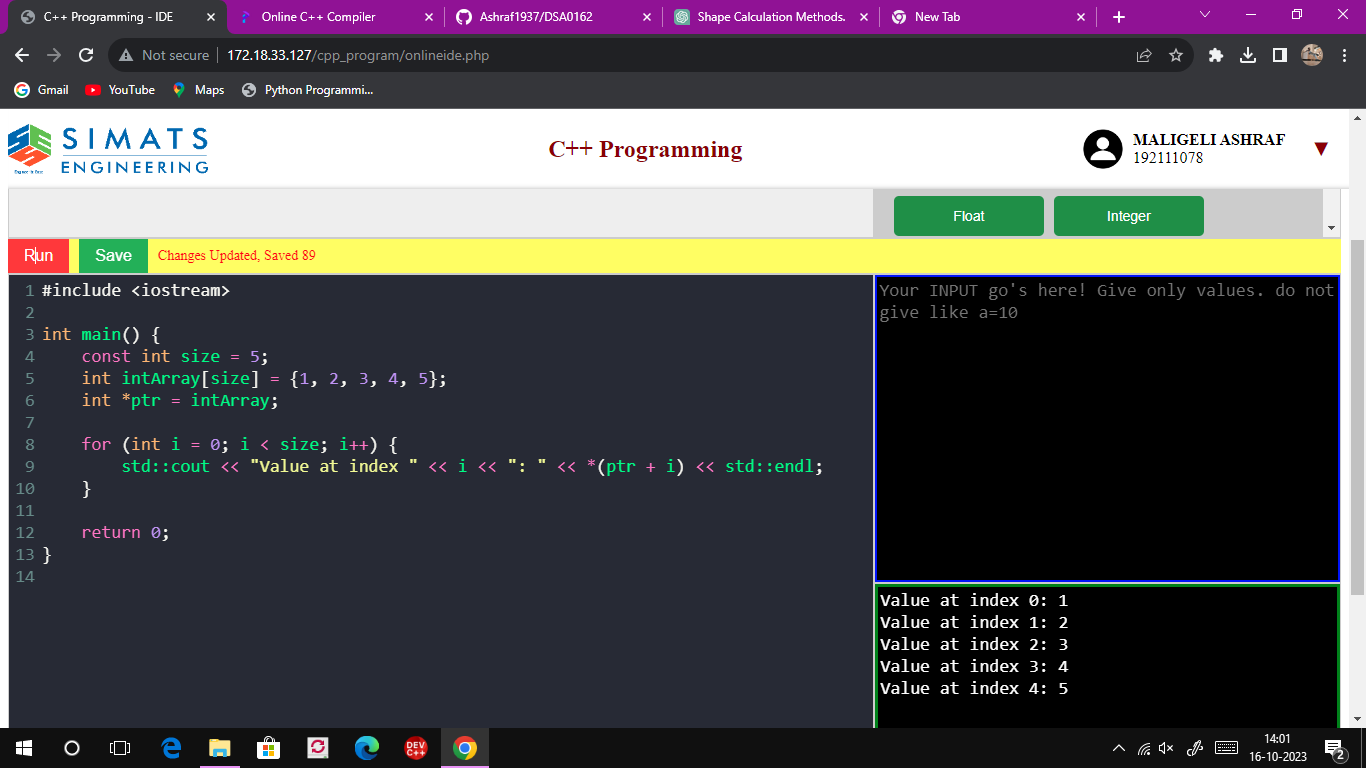 C++ Programming - IDE
Online C++ Compiler
Ashraf1937/DSA0162
Shape Calculation Methods.
New Tab
Not secure
172.18.33.127/cpp_program/onlineide.php
Gmail
YouTube
Maps
Python Programmi...
SIMATS
ENGINEERING
C++ Programming
MALIGELI ASHRAF
192111078
Float
Integer
Run
Save
Changes Updated, Saved 89
1 #include <iostream>
2
3 int main() {
4     const int size = 5;
5     int intArray[size] = {1, 2, 3, 4, 5};
6     int *ptr = intArray;
7
8     for (int i = 0; i < size; i++) {
9         std::cout << "Value at index " << i << ": " << *(ptr + i) << std::endl;
10     }
11
12     return 0;
13 }
14
Your INPUT go's here! Give only values. do not
give like a=10
Value at index 0: 1
Value at index 1: 2
Value at index 2: 3
Value at index 3: 4
Value at index 4: 5
DEV
C++
14:01
16-10-2023
2